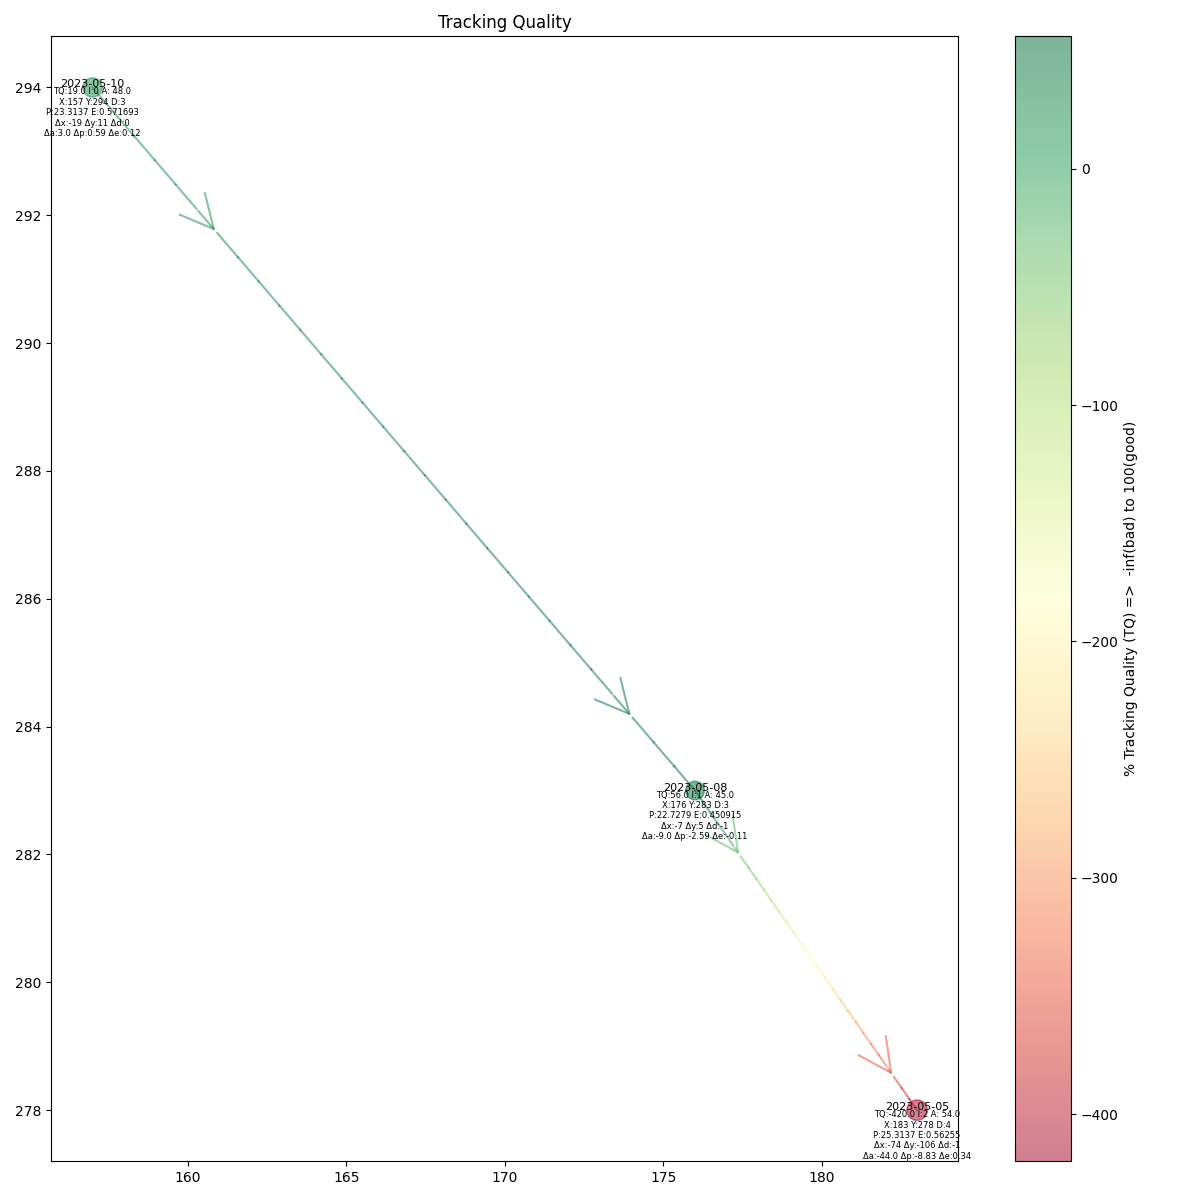 Tracking Quality
294
292
290
288
286
284
282
280
278
160
165
170
175
180
2023-05-10
TQ:19.0 I:0 A: 48.0
X:157 Y:294 D:3
P:23.3137 E:0.571693
Δx:-19 Δy:11 Δd:0
Δa:3.0 Δp:0.59 Δe:0.12
2023-05-08
TQ:56.0 I:1 A: 45.0
X:176 Y:283 D:3
P:22.7279 E:0.450915
Δx:-7 Δy:5 Δd:-1
Δa:-9.0 Δp:-2.59 Δe:-0.11
2023-05-05
TQ:-420.0 I:2 A: 54.0
X:183 Y:278 D:4
P:25.3137 E:0.56255
Δx:-74 Δy:-106 Δd:-1
Δa:-44.0 Δp:-8.83 Δe:0.34
0
−100
−200
−300
−400
% Tracking Quality (TQ) => -inf(bad) to 100(good)